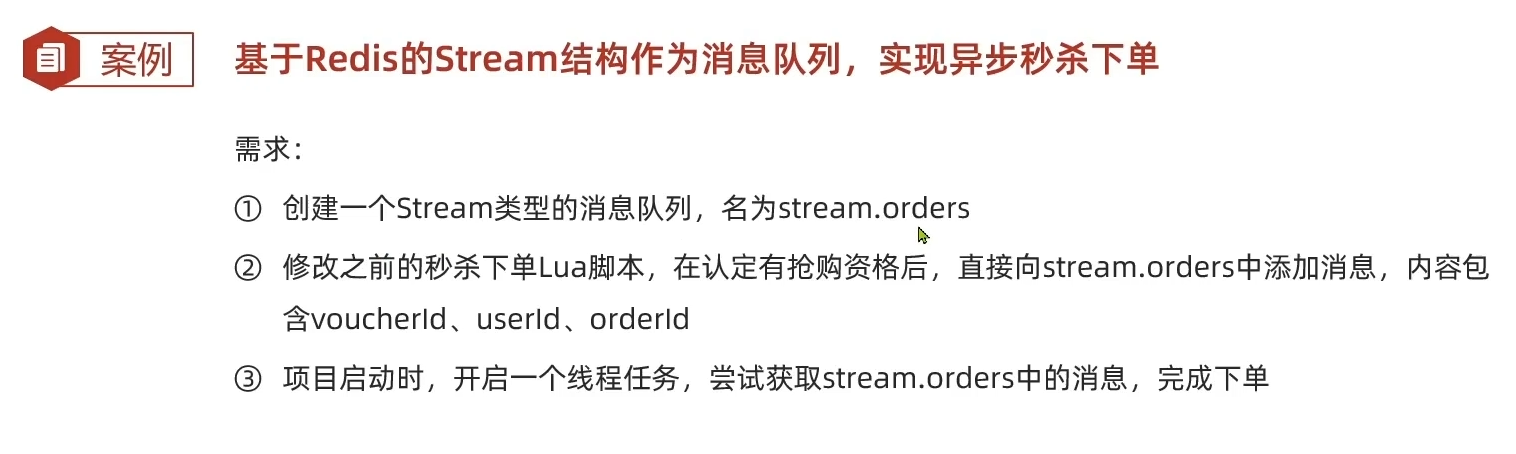 案例
基于Redis的Stream结构作为消息队列，实现异步秒杀下单
需求：
① 创建一个Stream类型的消息队列，名为stream.orders
② 修改之前的秒杀下单Lua脚本，在认定有抢购资格后，直接向stream.orders中添加消息，内容包
含voucherId、userId、orderId
③ 项目启动时，开启一个线程任务，尝试获取stream.orders中的消息，完成下单